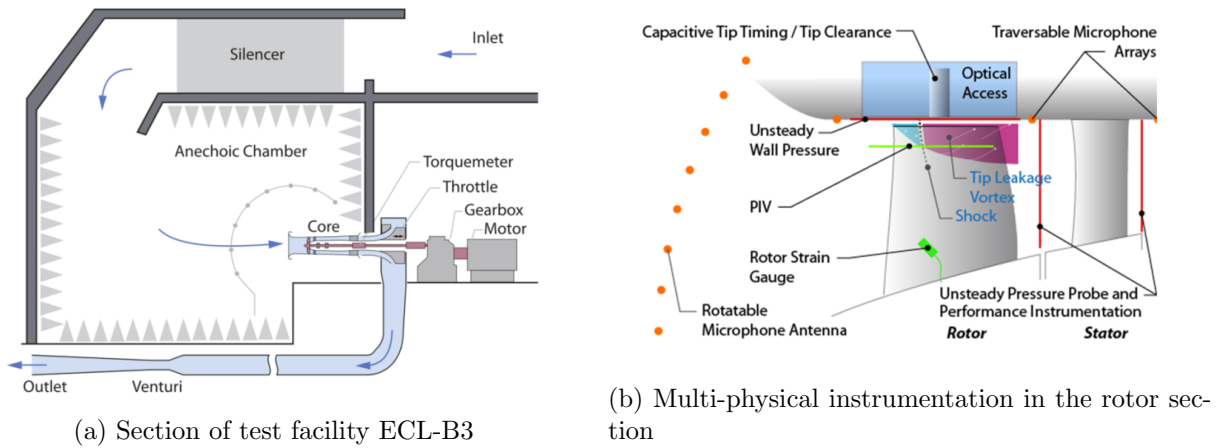 Silencer
Inlet
Anechoic Chamber
Torquemeter
Throttle
Gearbox
Motor
Core
Outlet
Venturi
(a) Section of test facility ECL-B3
Capacitive Tip Timing / Tip Clearance
Traversable Microphone
Arrays
Optical
Access
Unsteady
Wall Pressure
Tip Leakage
Vortex
PIV
Shock
Rotor Strain
Gauge
Unsteady Pressure Probe and
Performance Instrumentation
Rotatable
Microphone Antenna
Rotor
Stator
(b) Multi-physical instrumentation in the rotor sec-
tion